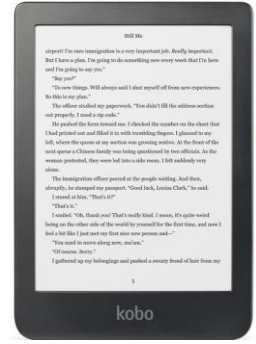 Still Me
airport! I'm sure immigration is a very important job. Really important.
But I have a plan. I'm going to do something new every week that I'm here
and I'm going to say yes."
"Say yes?"
"To new things. Will always said I shut myself off from new experiences.
So this is my plan."
The officer studied my paperwork. "You didn't fill the address section
out properly. I need a zip code."
He pushed the form toward me. I checked the number on the sheet that
I had printed out and filled it in with trembling fingers. I glanced to my
left, where the queue at my section was growing restive. At the front of the
next queue a Chinese family was being questioned by two officials. As the
woman protested, they were led into a side room. I felt suddenly very
alone.
The immigration officer peered at the people waiting. And then,
abruptly, he stamped my passport. "Good luck, Louisa Clark," he said.
I stared at him. "That's it?"
"That's it."
I smiled. "Oh, thank you! That's really kind. I mean, it's quite weird
being on the other side of the world by yourself for the first time, and now I
feel a bit like I just met my first nice new person and—"
"You need to move along now, ma'am."
"Of course. Sorry."
I gathered up my belongings and pushed a sweaty frond of hair from my
3
kobo